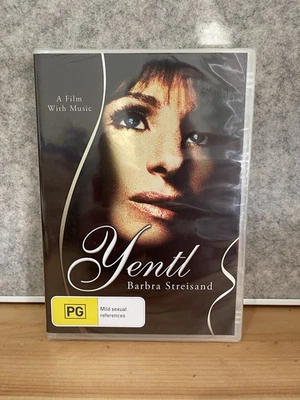 A Film
With Music
Yentl
Barbra Streisand
PG
Mild sexual
references